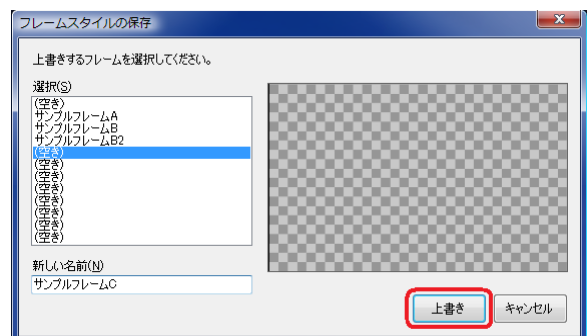 フレームスタイルの保存
上書きするフレームを選択してください。
選択(S)
(空き)
サンプルフレームA
サンプルフレームB
サンプルフレームB2
(空き)
(空き)
(空き)
(空き)
(空き)
(空き)
(空き)
(空き)
新しい名前(N)
サンプルフレームC
上書き
キャンセル